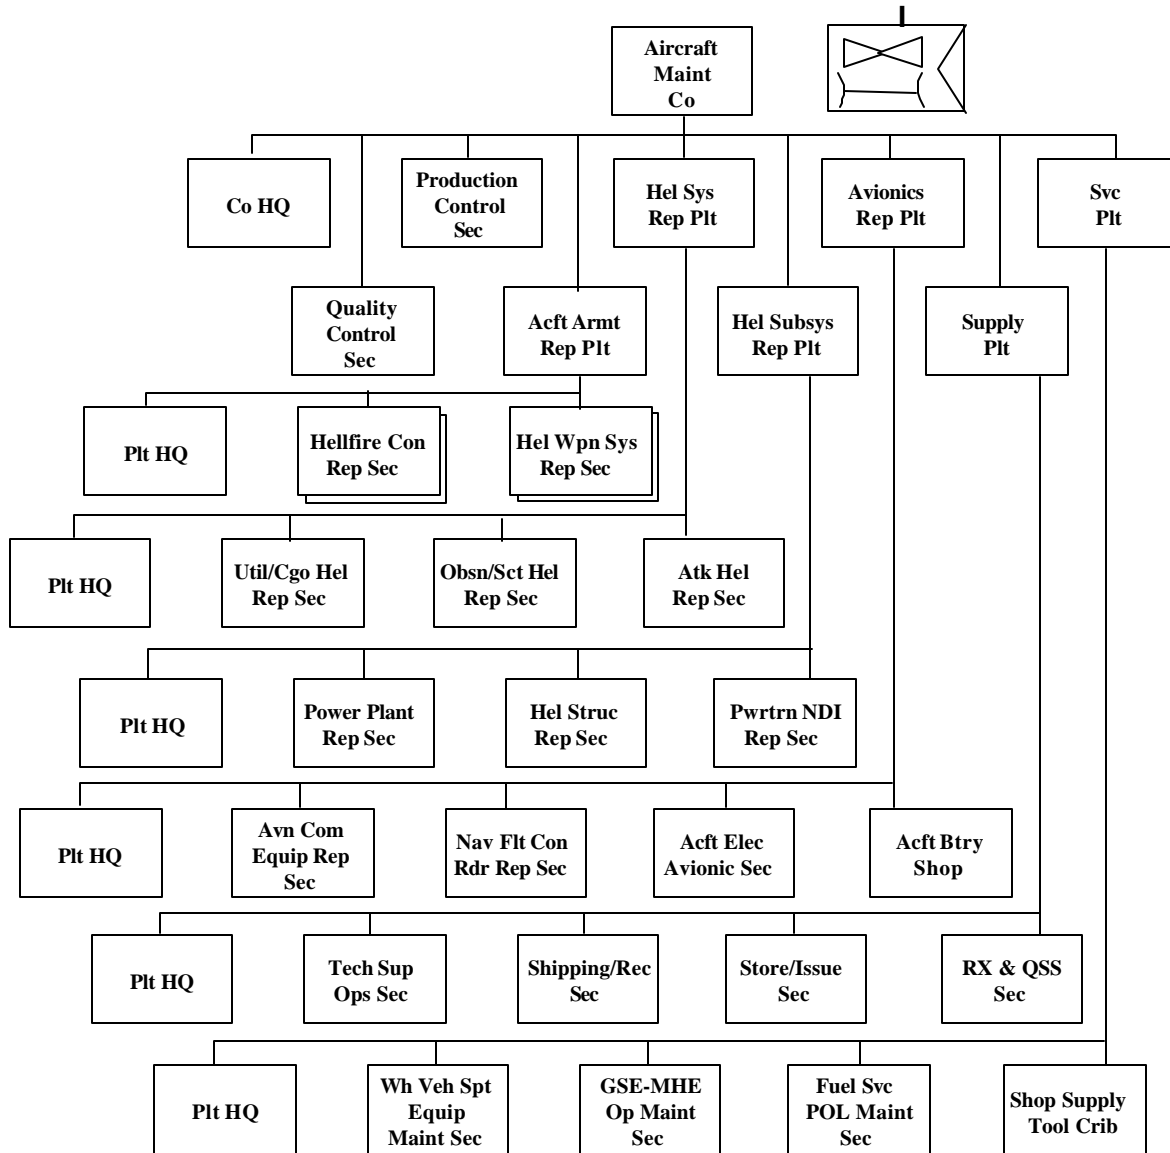 Aircraft
Maint
Co
Co HQ
Production
Control
Sec
Hel Sys
Rep Plt
Avionics
Rep Plt
Svc
Plt
Quality
Control
Sec
Acft Armt
Rep Plt
Hel Subsys
Rep Plt
Supply
Plt
Plt HQ
Hellfire Con
Rep Sec
Hel Wpn Sys
Rep Sec
Plt HQ
Util/Cgo Hel
Rep Sec
Obsn/Sct Hel
Rep Sec
Atk Hel
Rep Sec
Plt HQ
Power Plant
Rep Sec
Hel Struc
Rep Sec
Pwrtrn NDI
Rep Sec
Plt HQ
Avn Com
Equip Rep
Sec
Nav Flt Con
Rdr Rep Sec
Acft Elec
Avionic Sec
Acft Btry
Shop
Plt HQ
Tech Sup
Ops Sec
Shipping/Rec
Sec
Store/Issue
Sec
RX & QSS
Sec
Plt HQ
Wh Veh Spt
Equip
Maint Sec
GSE-MHE
Op Maint
Sec
Fuel Svc
POL Maint
Sec
Shop Supply
Tool Crib